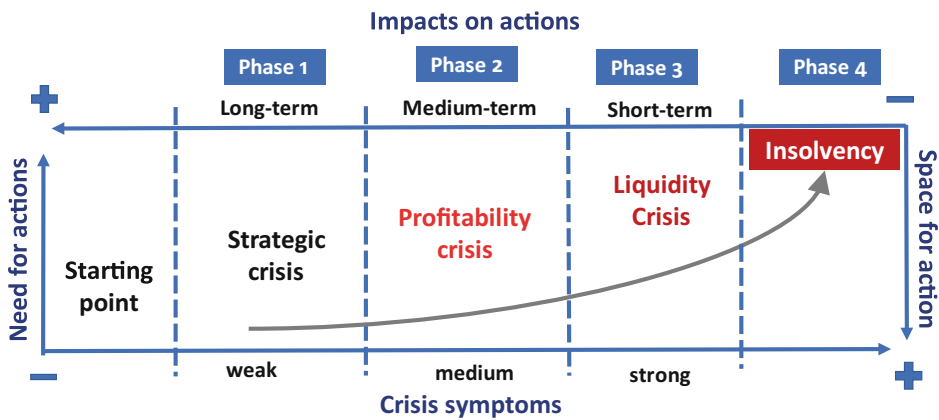 Impacts on actions
Phase 1
Phase 2
Phase 3
Phase 4
Long-term
Medium-term
Short-term
Need for actions
Starting
point
Strategic
crisis
Profitability
crisis
Liquidity
Crisis
Insolvency
Space for action
weak
medium
strong
Crisis symptoms